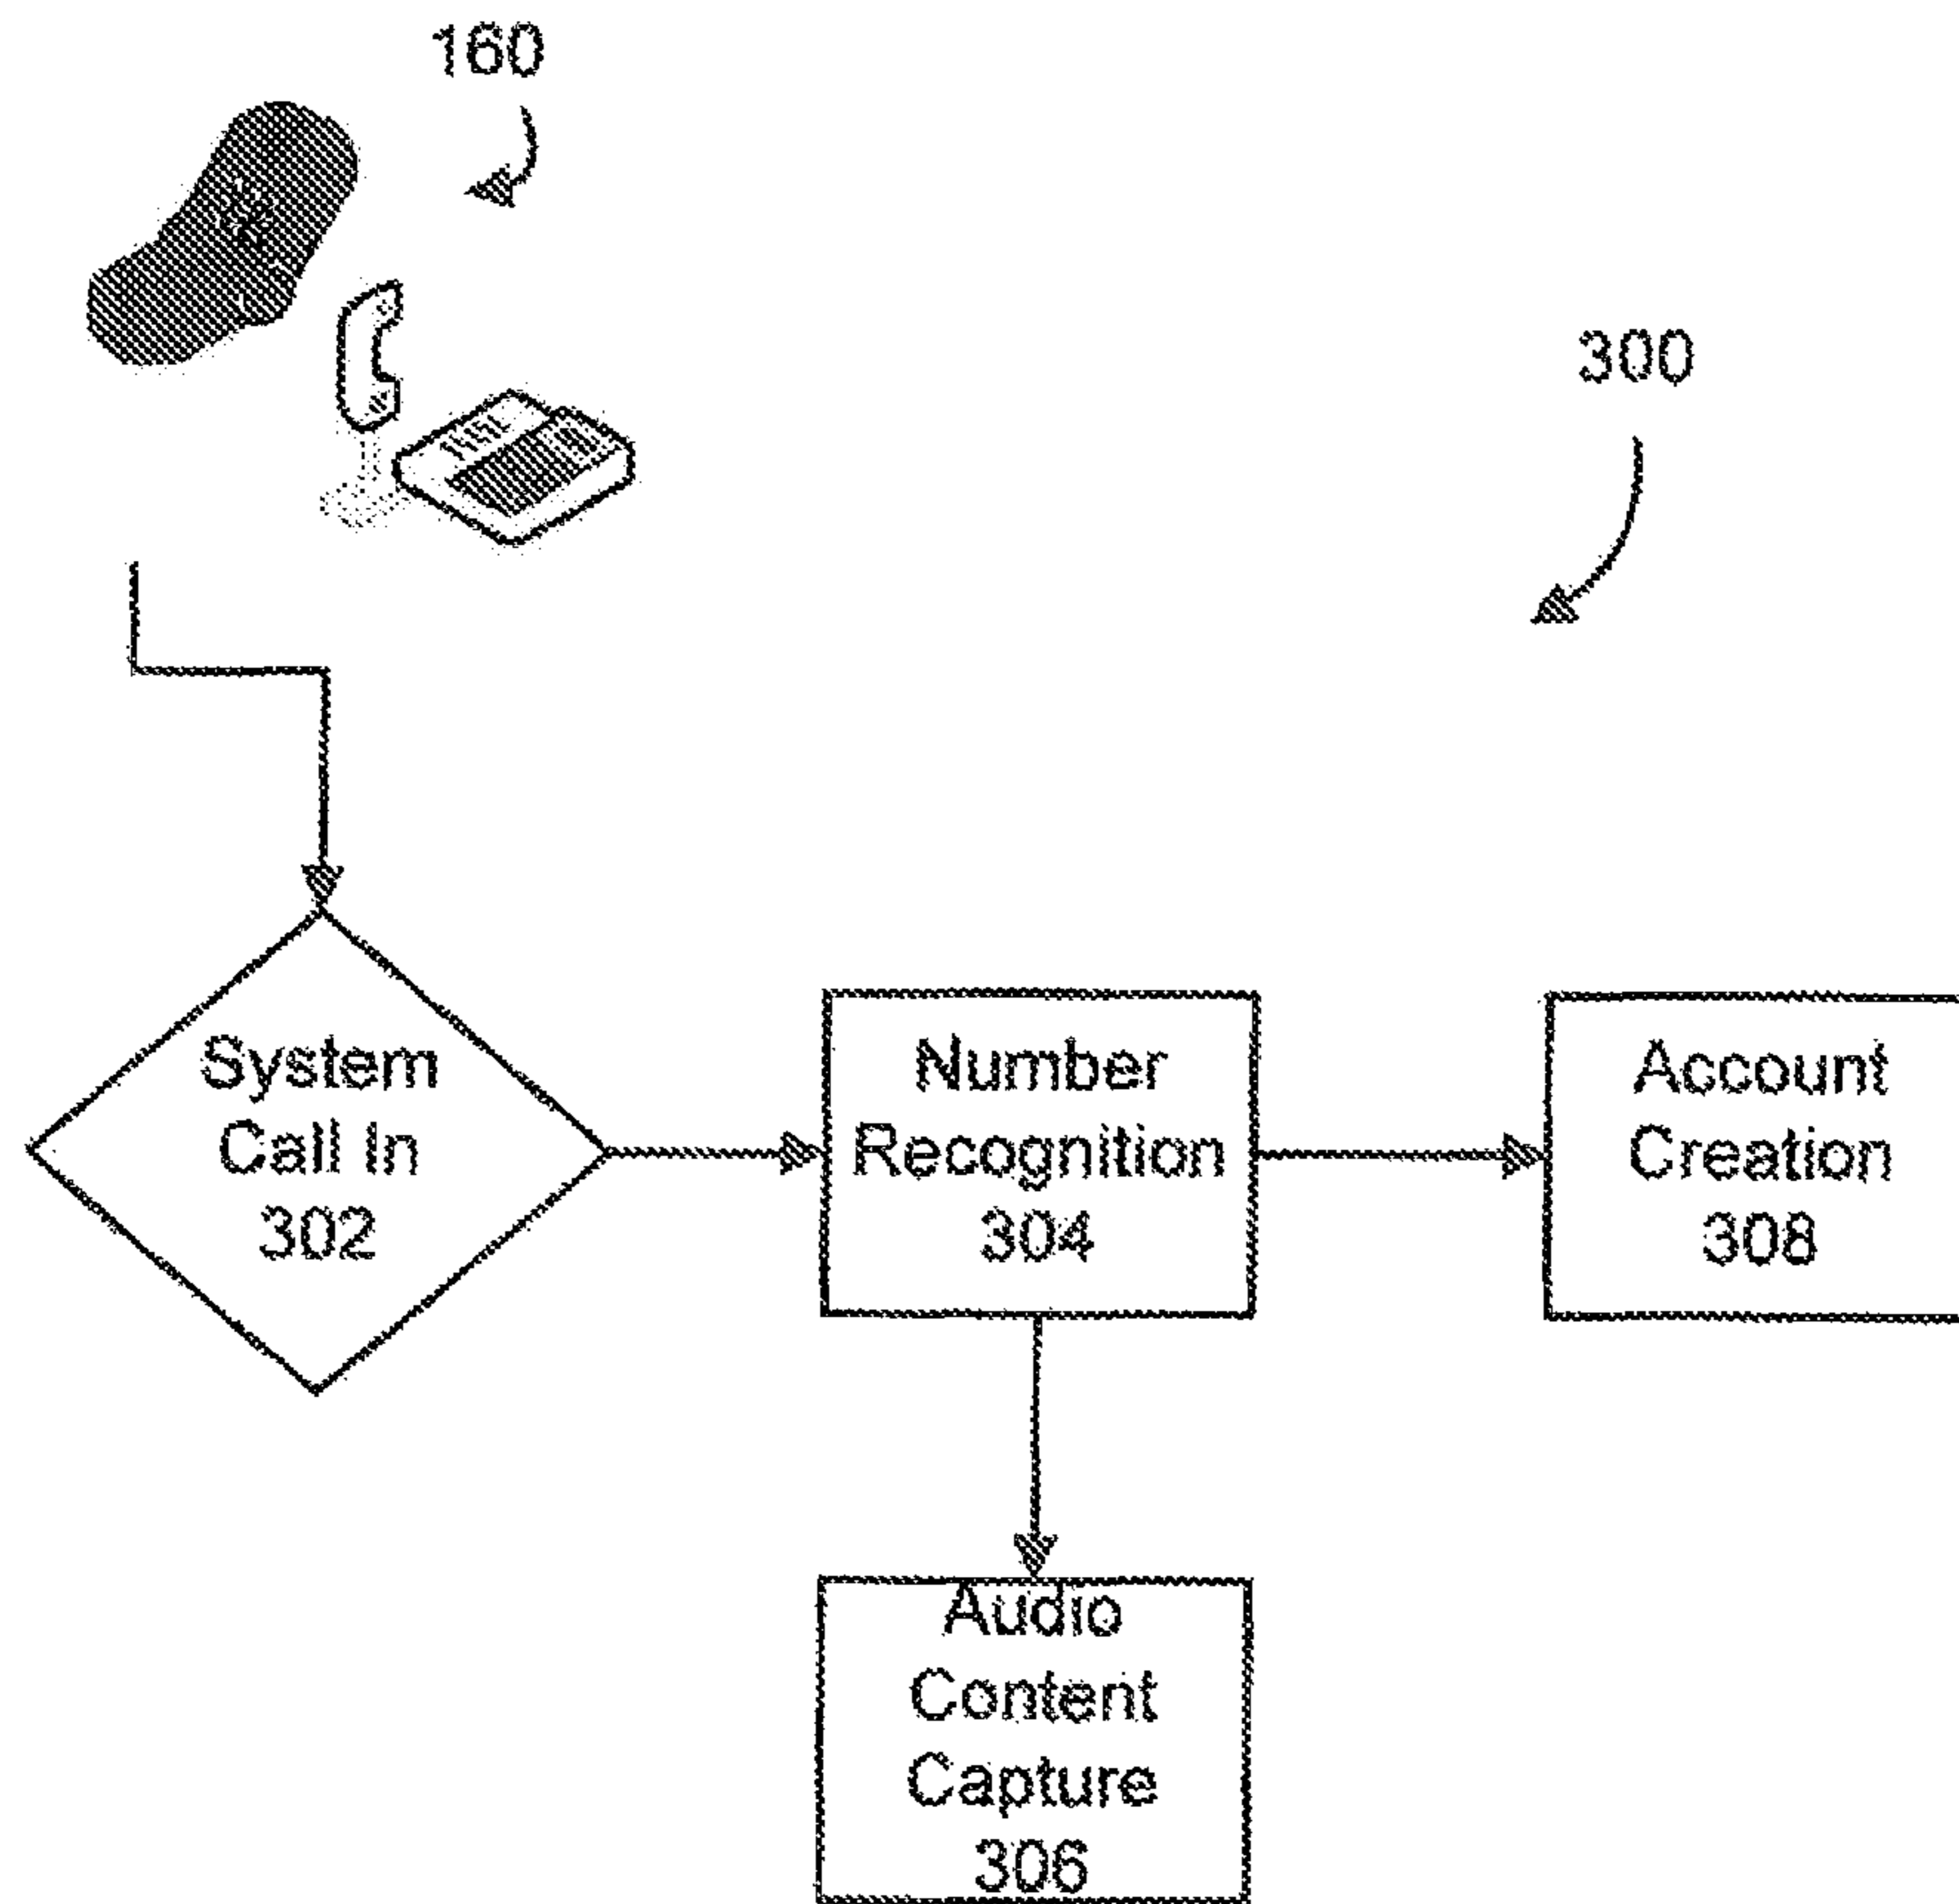 160
300
System
Call In
302
Number
Recognition
304
Account
Creation
308
Audio
Content
Capture
306